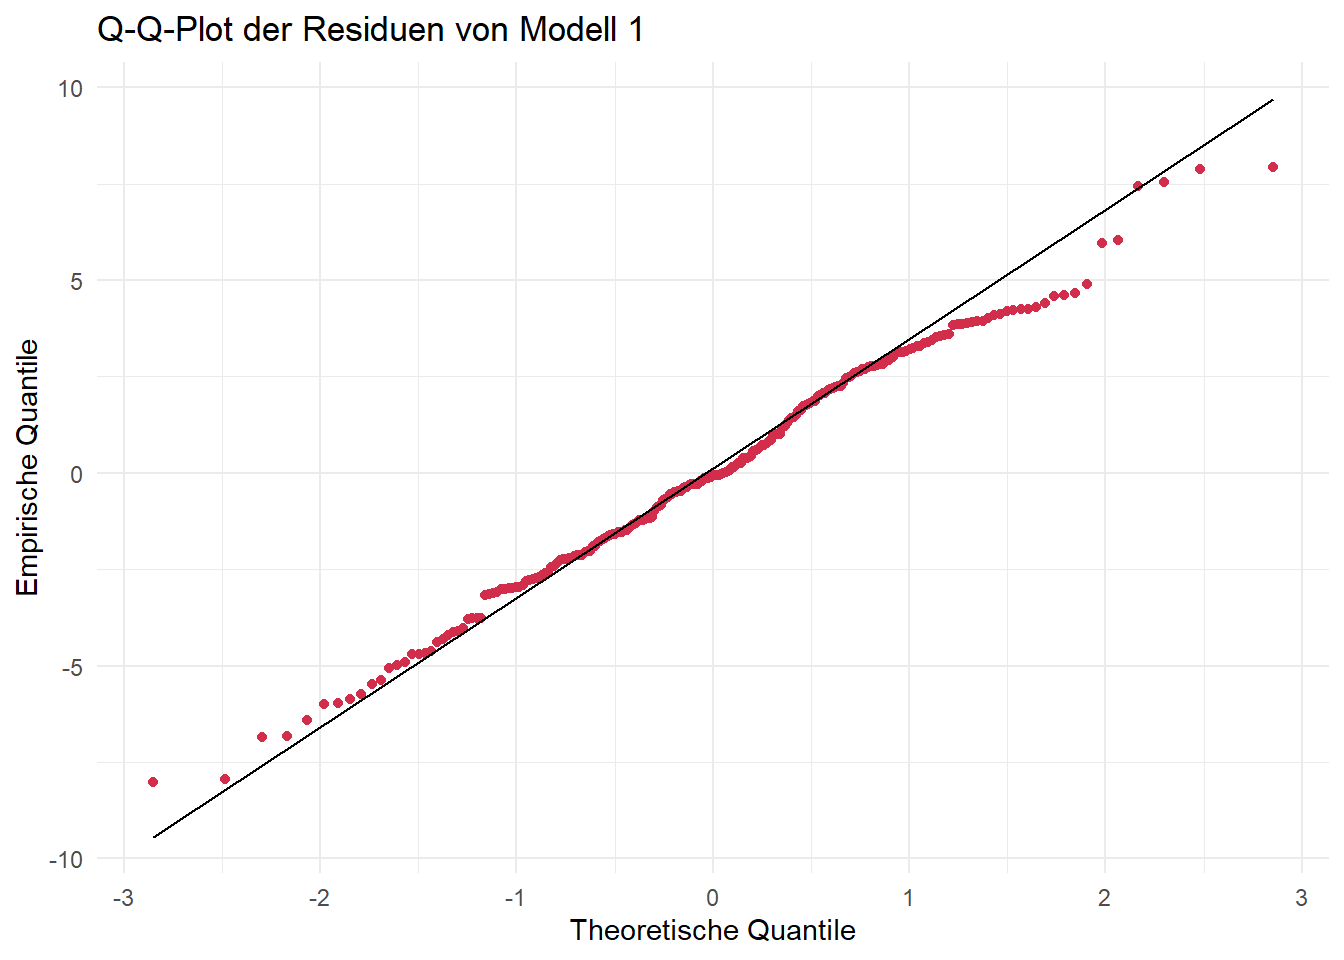 Q-Q-Plot der Residuen von Modell 1
10
5
0
-5
-10
Empirische Quantile
-3 -2 -1 0 1 2 3
Theoretische Quantile